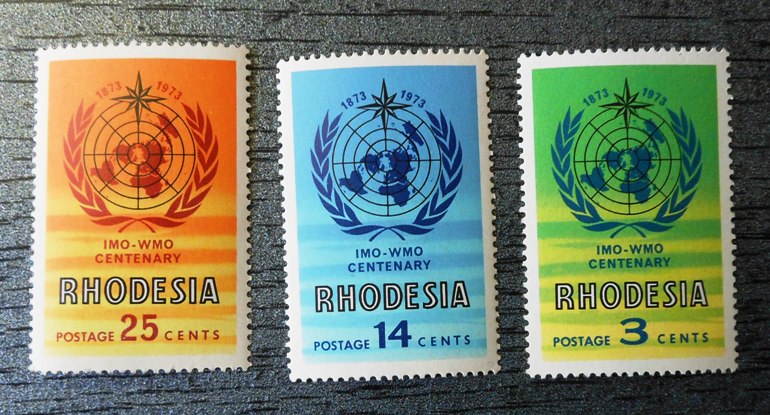 1873 1973
IMO-WMO
CENTENARY
RHODESIA
POSTAGE 25 CENTS
1873 1973
IMO-WMO
CENTENARY
RHODESIA
POSTAGE 14 CENTS
1873 1973
IMO-WMO
CENTENARY
RHODESIA
POSTAGE 3 CENTS